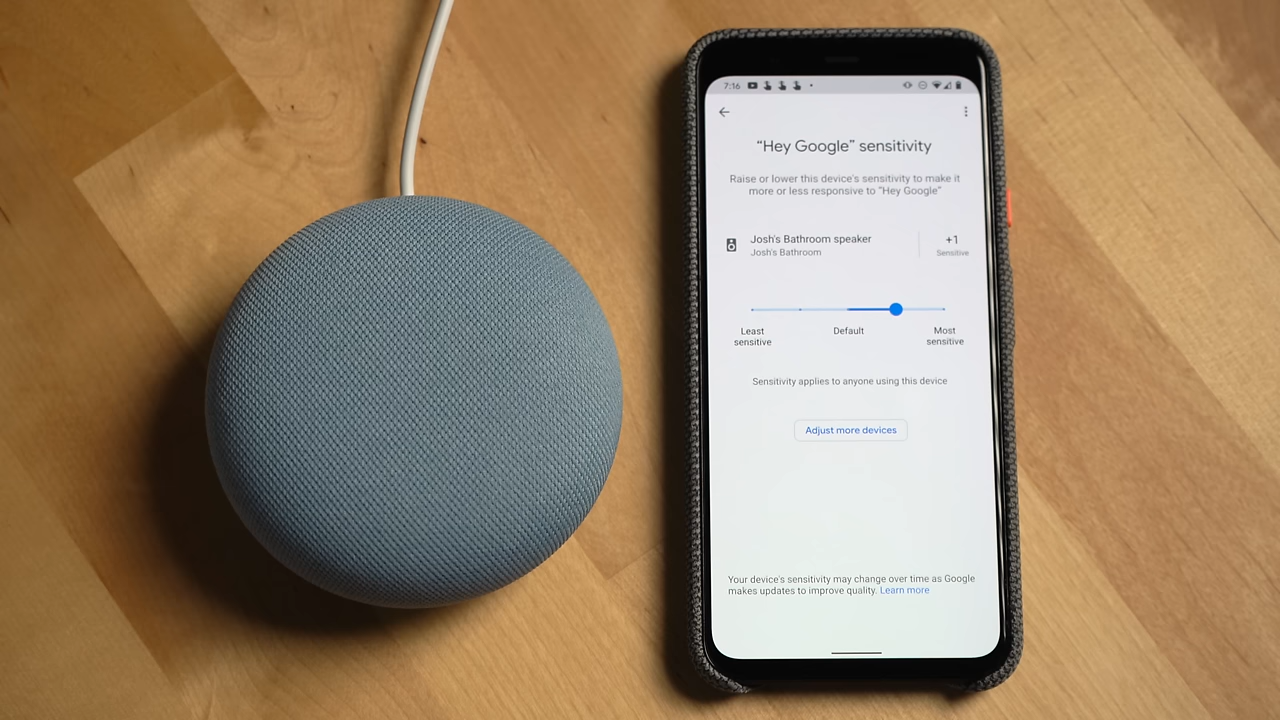 7:16
“Hey Google” sensitivity
Raise or lower this device's sensitivity to make it
more or less responsive to “Hey Google”
Josh's Bathroom speaker
Josh's Bathroom
+1
Sensitive
Least
sensitive
Default
Most
sensitive
Sensitivity applies to anyone using this device
Adjust more devices
Your device's sensitivity may change over time as Google
makes updates to improve quality. Learn more